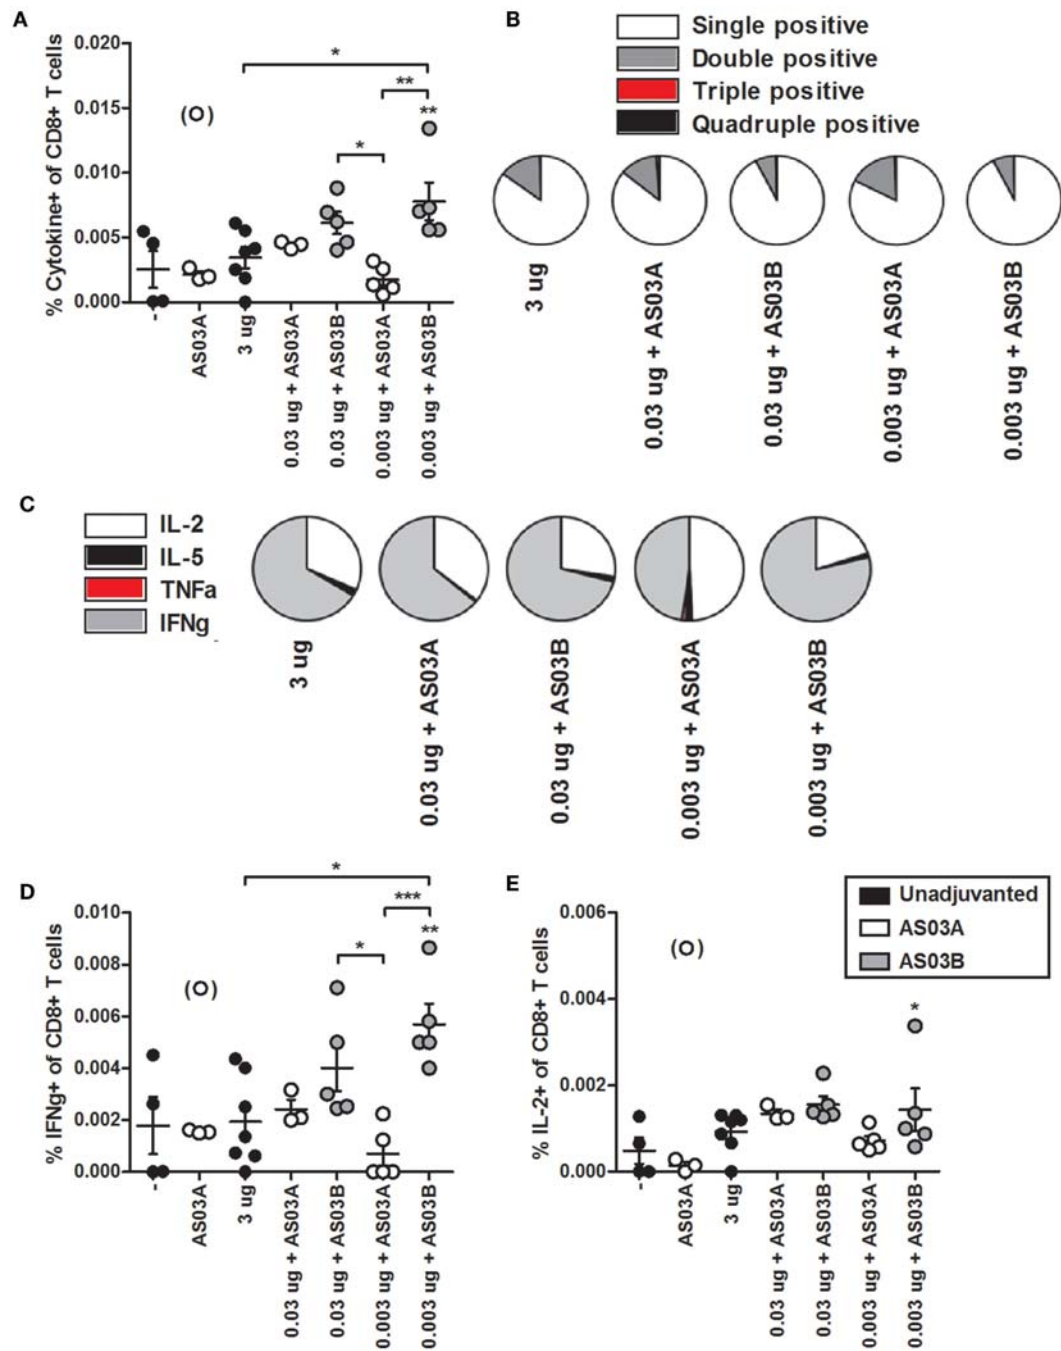 A
% Cytokine+ of CD8+ T cells
0.020
0.015
0.010
0.005
0.000
( )
*
**
**
*
-
AS03A
3 ug
0.03 ug + AS03A
0.03 ug + AS03B
0.003 ug + AS03A
0.003 ug + AS03B
B
Single positive
Double positive
Triple positive
Quadruple positive
3 ug
0.03 ug + AS03A
0.03 ug + AS03B
0.003 ug + AS03A
0.003 ug + AS03B
C
IL-2
IL-5
TNFa
IFNg
3 ug
0.03 ug + AS03A
0.03 ug + AS03B
0.003 ug + AS03A
0.003 ug + AS03B
D
% IFNg+ of CD8+ T cells
0.010
0.008
0.006
0.004
0.002
0.000
( )
*
***
**
*
-
AS03A
3 ug
0.03 ug + AS03A
0.03 ug + AS03B
0.003 ug + AS03A
0.003 ug + AS03B
E
Unadjuvanted
AS03A
AS03B
% IL-2+ of CD8+ T cells
0.006
0.004
0.002
0.000
( )
*
-
AS03A
3 ug
0.03 ug + AS03A
0.03 ug + AS03B
0.003 ug + AS03A
0.003 ug + AS03B